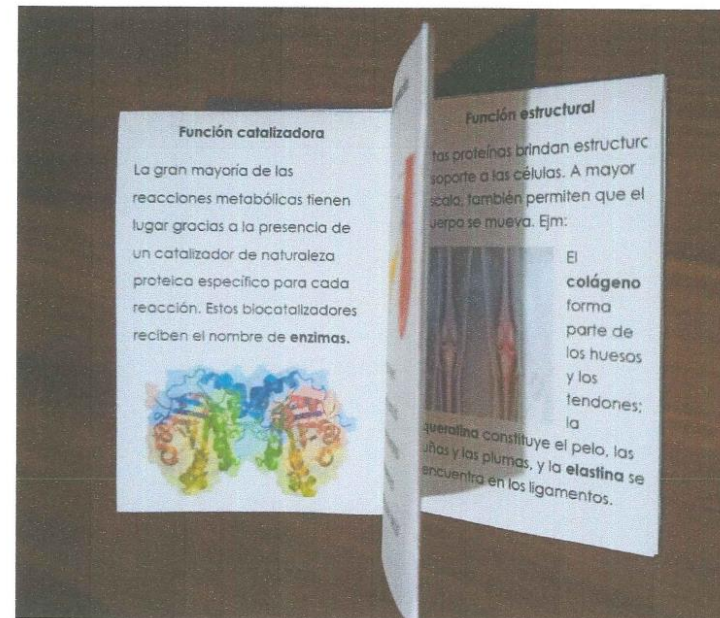 Función catalizadora
La gran mayoría de las
reacciones metabólicas tienen
lugar gracias a la presencia de
un catalizador de naturaleza
proteica específico para cada
reacción. Estos biocatalizadores
reciben el nombre de enzimas.
Función estructural
tas proteínas brindan estructurc
soporte a las células. A mayor
scala, también permiten que el
uerpo se mueva. Ejm:
El
colágeno
forma
parte de
los huesos
y los
tendones;
la
queratina constituye el pelo, las
uñas y las plumas, y la elastina se
encuentra en los ligamentos.